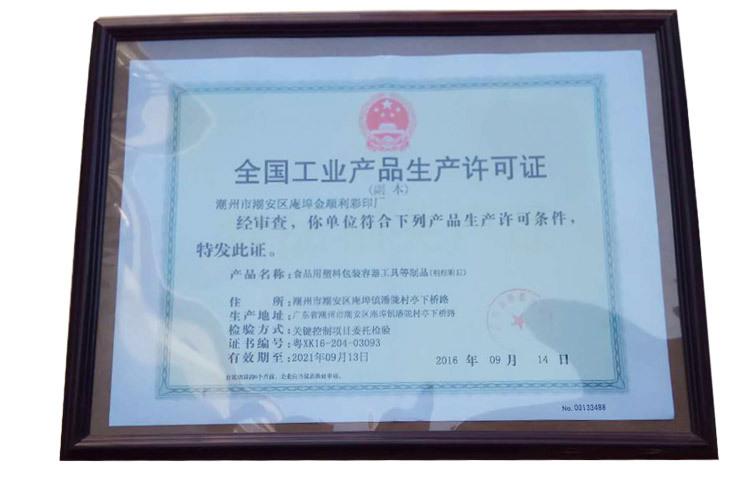 全国工业产品生产许可证
(副本)
潮州市潮安区庵埠金顺利彩印厂
经审查，你单位符合下列产品生产许可条件，
特发此证。
产品名称：食品用塑料包装容器工具等制品
住所：潮州市潮安区庵埠镇潘陇村亭下桥路
生产地址：广东省潮州市潮安区庵埠镇潘陇村亭下桥路
检验方式：关键控制项目委托检验
证书编号：粤XK16-204-03093
有效期至：2021年09月13日
2016 年 09 月 14 日
No. 00133488